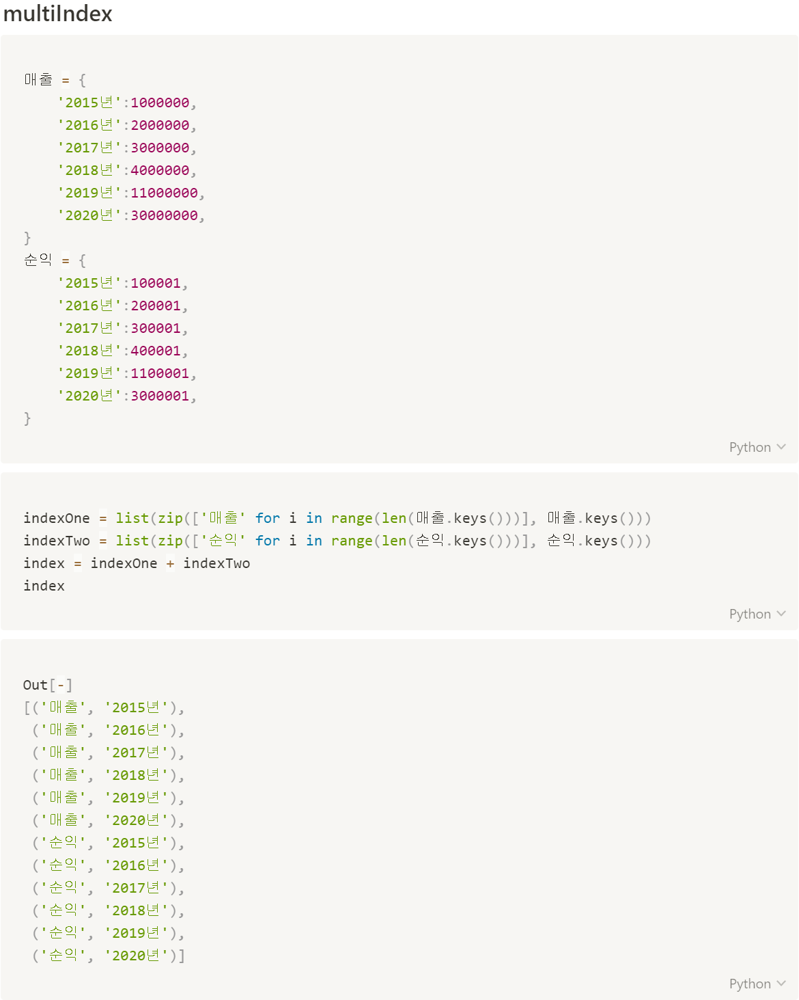 multiIndex
매출 = {
    '2015년':1000000,
    '2016년':2000000,
    '2017년':3000000,
    '2018년':4000000,
    '2019년':11000000,
    '2020년':30000000,
}
순익 = {
    '2015년':100001,
    '2016년':200001,
    '2017년':300001,
    '2018년':400001,
    '2019년':1100001,
    '2020년':3000001,
}
Python
indexOne = list(zip(['매출' for i in range(len(매출.keys()))], 매출.keys()))
indexTwo = list(zip(['순익' for i in range(len(순익.keys()))], 순익.keys()))
index = indexOne + indexTwo
index
Python
Out[-]
[('매출', '2015년'),
 ('매출', '2016년'),
 ('매출', '2017년'),
 ('매출', '2018년'),
 ('매출', '2019년'),
 ('매출', '2020년'),
 ('순익', '2015년'),
 ('순익', '2016년'),
 ('순익', '2017년'),
 ('순익', '2018년'),
 ('순익', '2019년'),
 ('순익', '2020년')]
Python